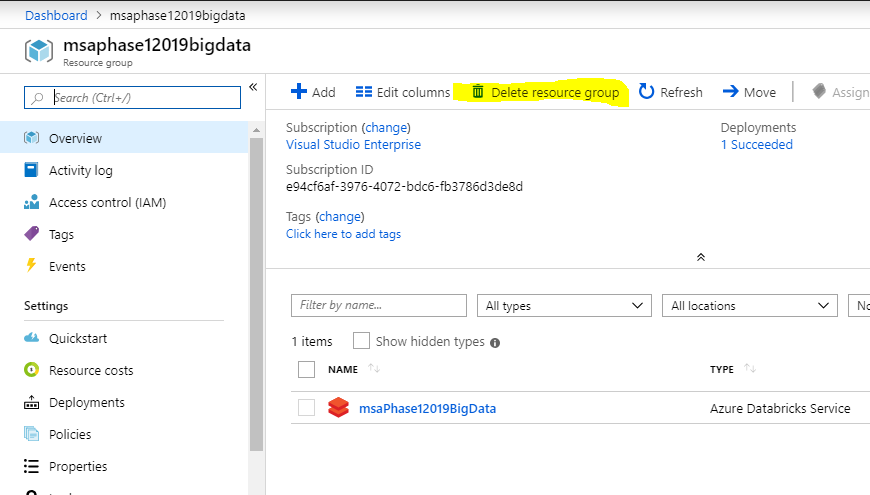 Dashboard > msaphase12019bigdata
msaphase12019bigdata
Resource group
Search (Ctrl+/)
Overview
Activity log
Access control (IAM)
Tags
Events
Settings
Quickstart
Resource costs
Deployments
Policies
Properties
Add Edit columns Delete resource group Refresh Move Assign
Subscription (change)
Visual Studio Enterprise
Subscription ID
e94cf6af-3976-4072-bdc6-fb3786d3de8d
Tags (change)
Click here to add tags
Deployments
1 Succeeded
Filter by name... All types All locations No
1 items Show hidden types
NAME TYPE
msaPhase12019BigData Azure Databricks Service